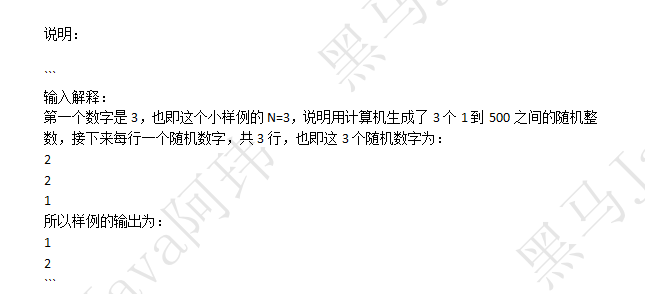 说明：
```
输入解释：
第一个数字是 3，也即这个小样例的 N=3，说明用计算机生成了 3 个 1 到 500 之间的随机整
数，接下来每行一个随机数字，共 3 行，也即这 3 个随机数字为：
2
2
1
所以样例的输出为：
1
2
```
黑马Ja
Java阿玮
黑马Ja